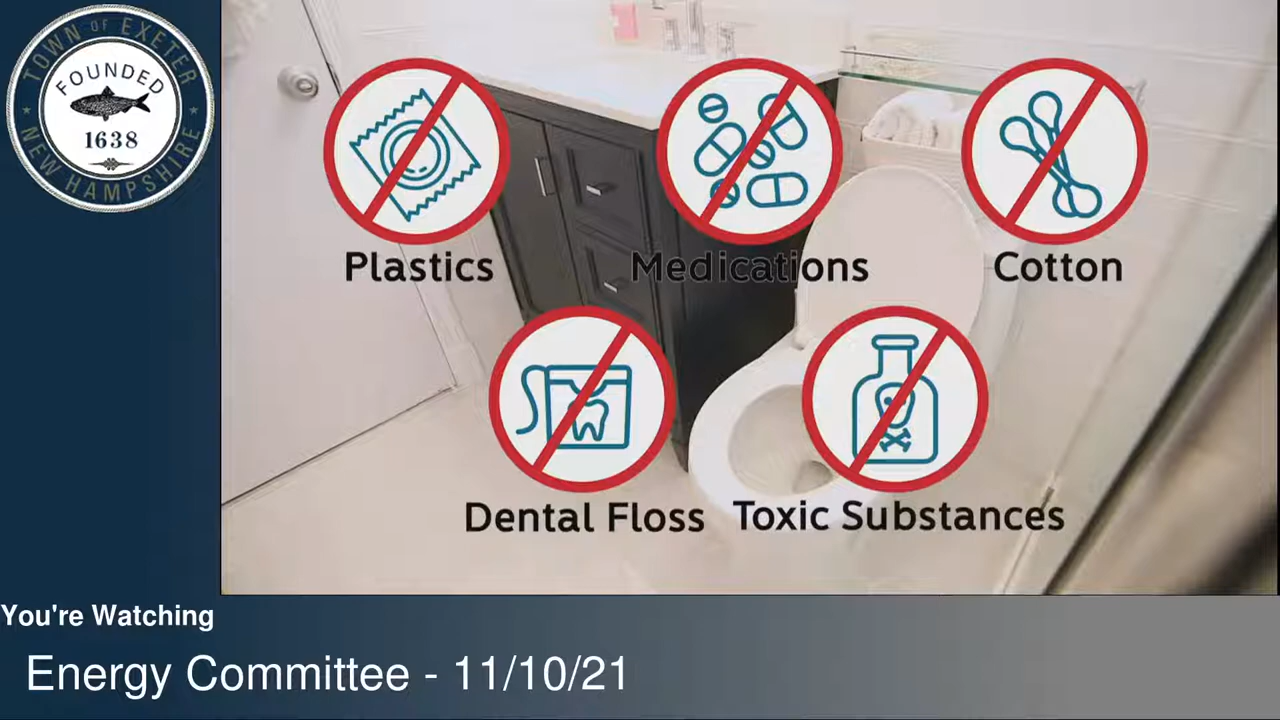 TOWN OF EXETER
FOUNDED
1638
NEW HAMPSHIRE
Plastics
Medications
Cotton
Dental Floss
Toxic Substances
You're Watching
Energy Committee - 11/10/21